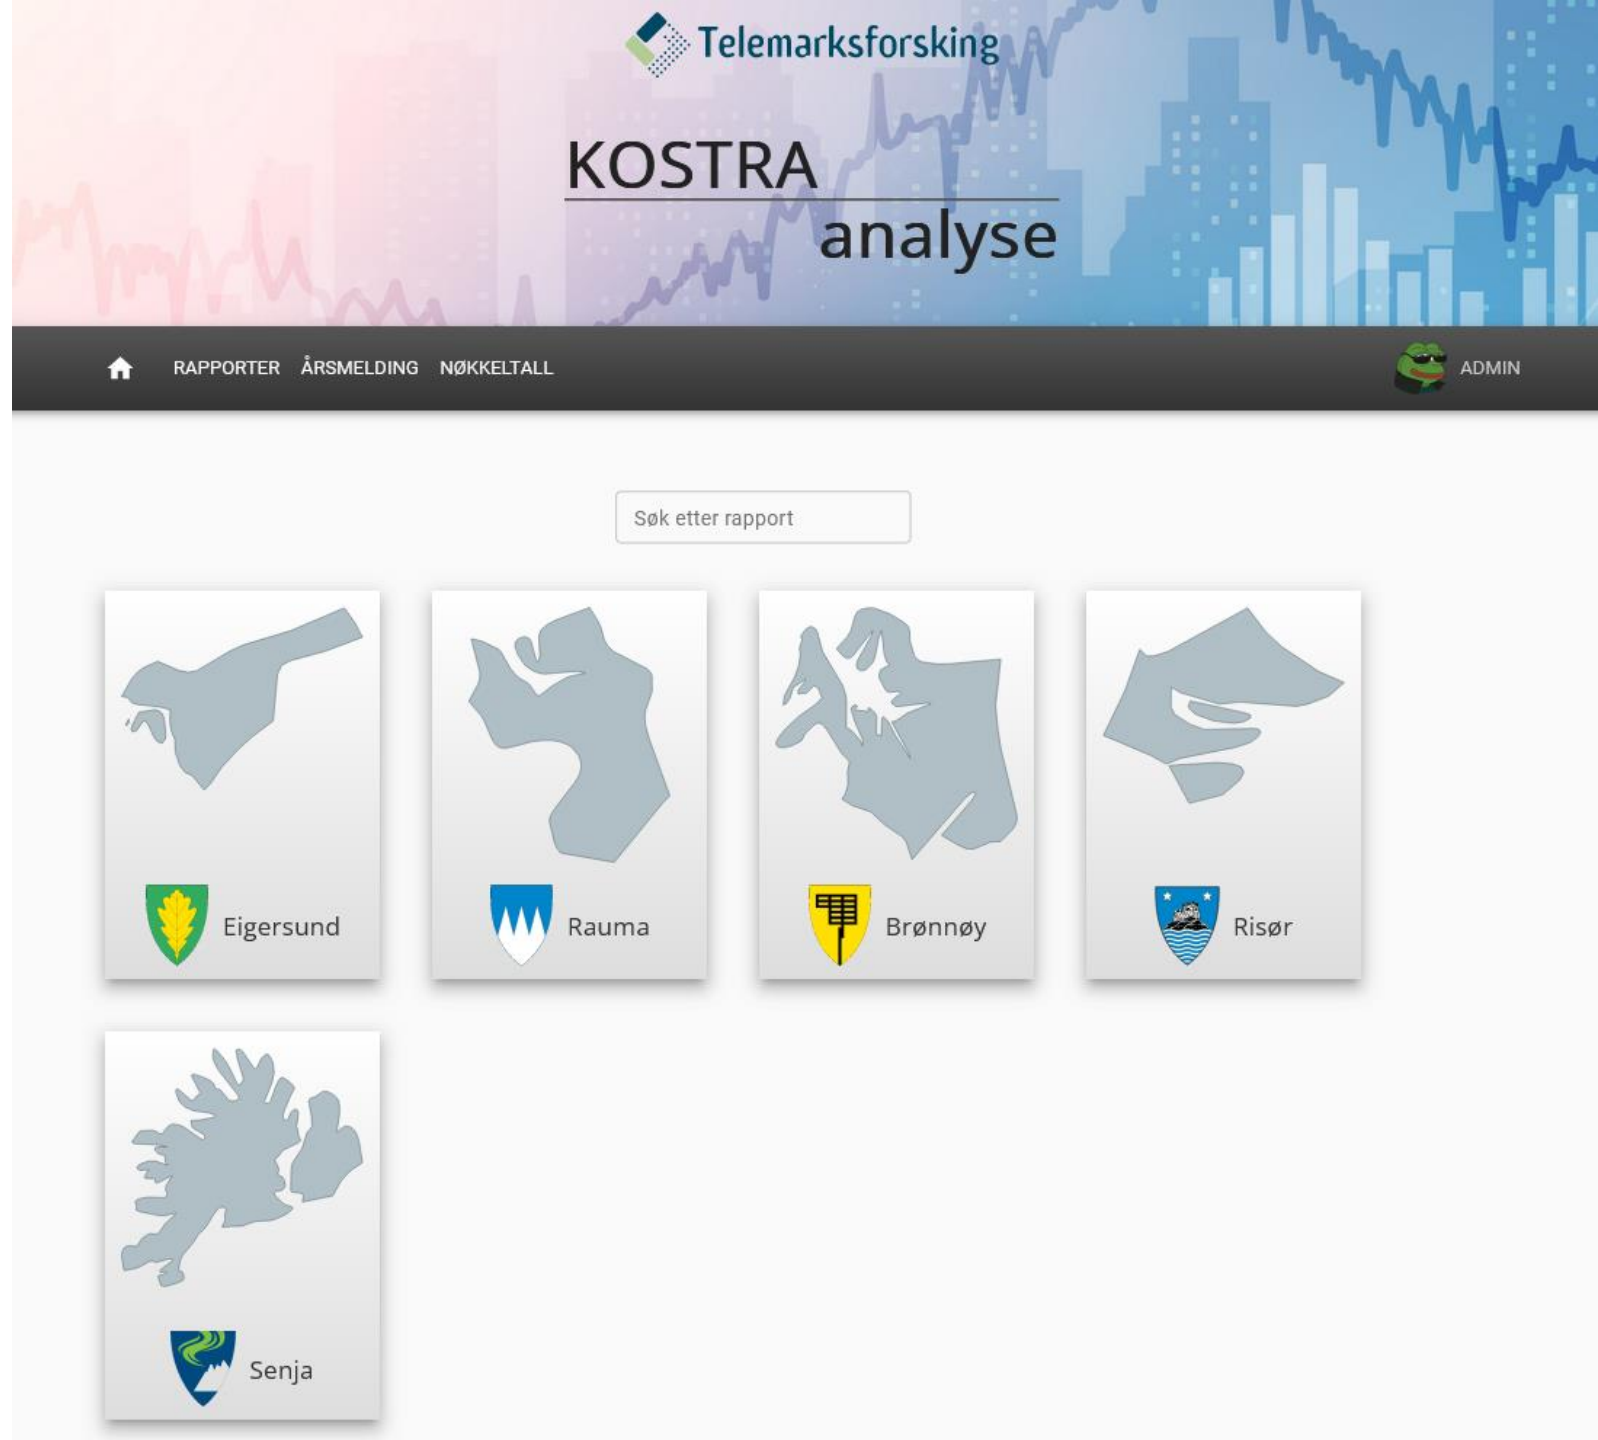 Telemarksforsking
KOSTRA
analyse
RAPPORTER ÅRSMELDING NØKKELTALL ADMIN
Søk etter rapport
Eigersund Rauma Brønnøy Risør
Senja